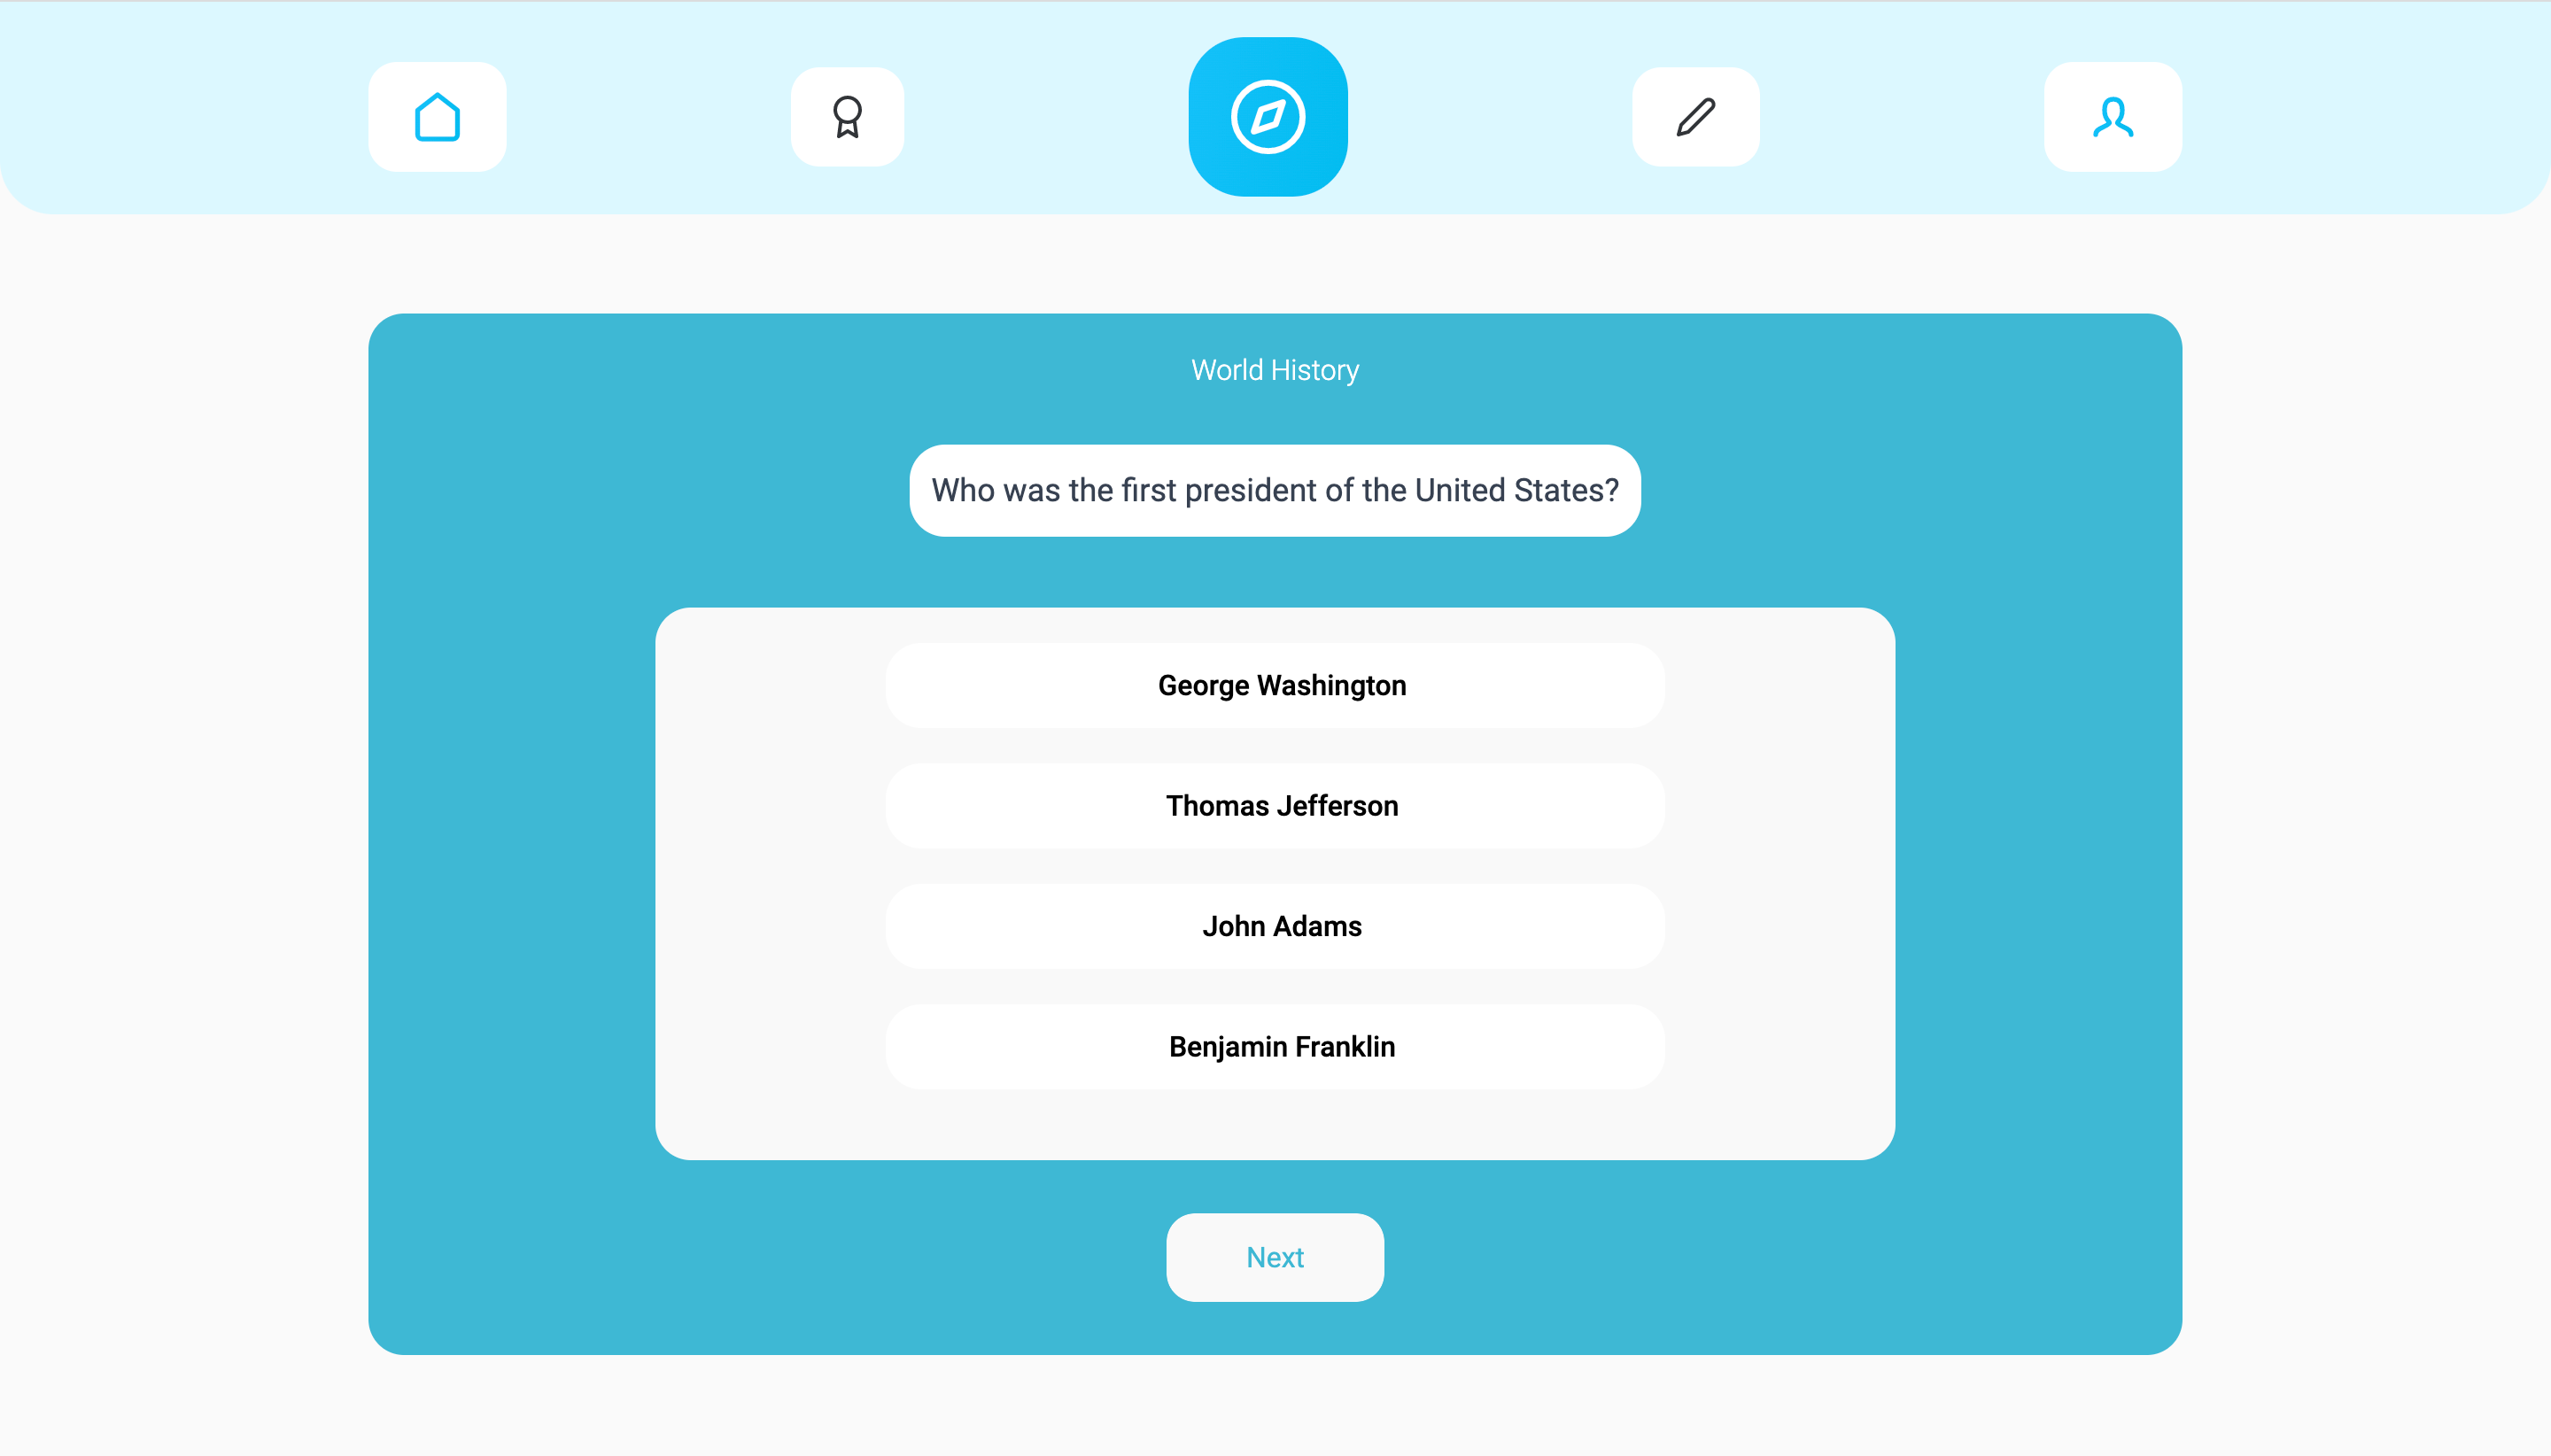 World History
Who was the first president of the United States?
George Washington
Thomas Jefferson
John Adams
Benjamin Franklin
Next